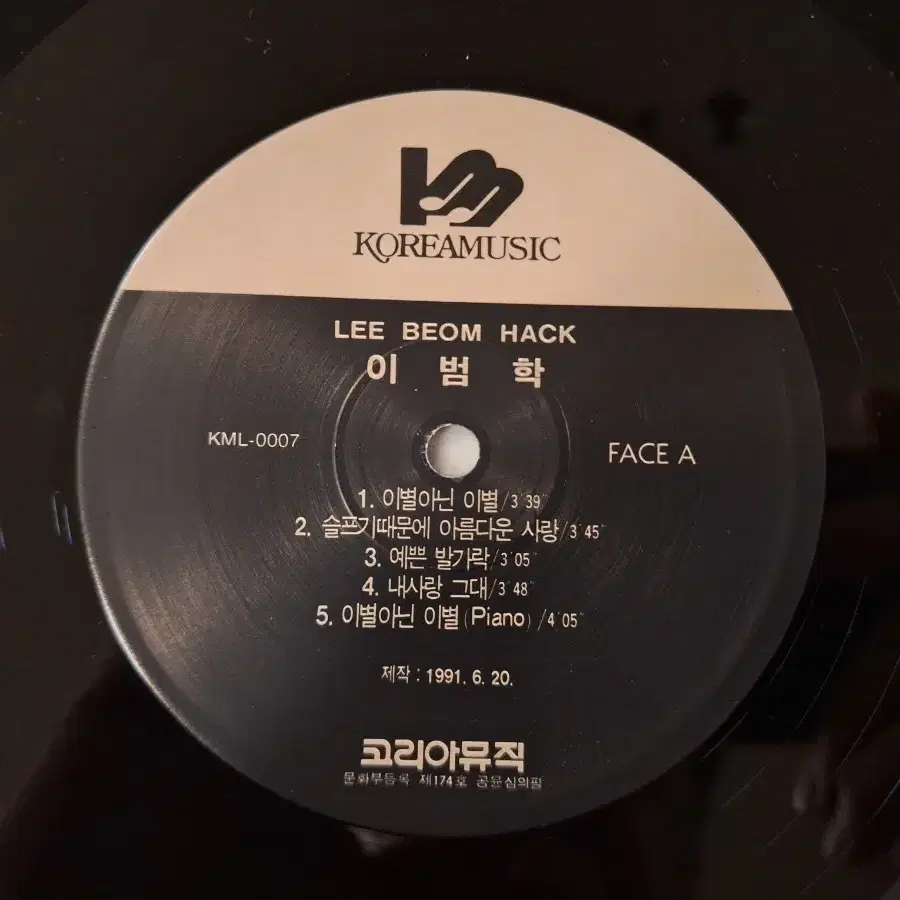 KOREAMUSIC
LEE BEOM HACK
이 범 학
KML-0007
FACE A
1. 이별아닌 이별/3′39″
2. 슬프기때문에 아름다운 사랑/3′45″
3. 예쁜 발가락/3′05″
4. 내사랑 그대/3′48″
5. 이별아닌 이별(Piano)/4′05″
제작 : 1991. 6. 20.
코리아뮤직
문화부등록 제174호 공윤심의필